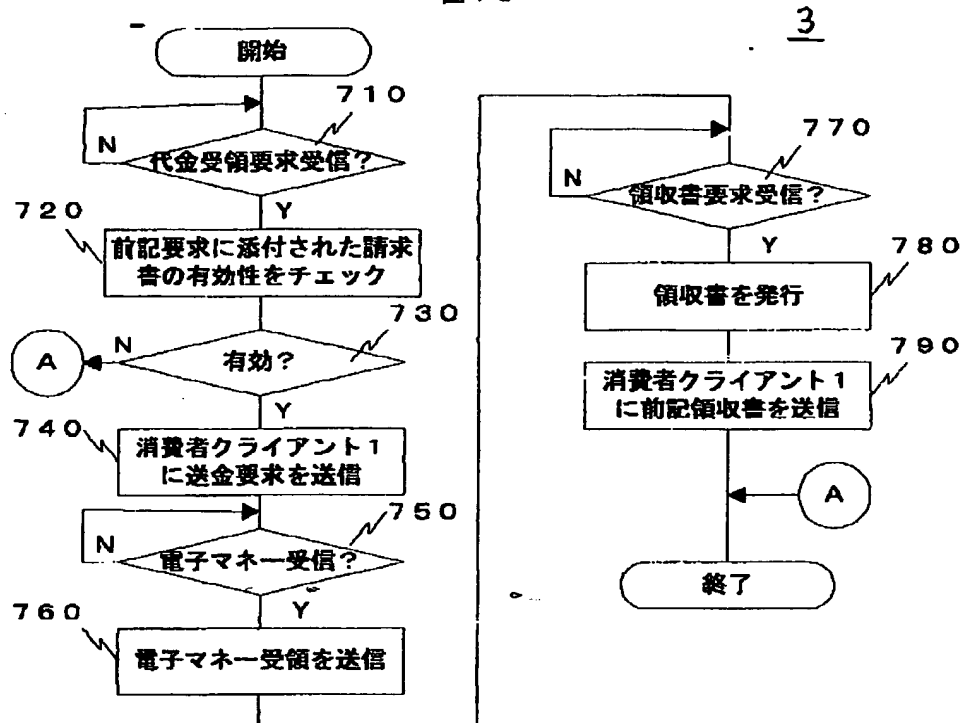 3
開始
710
N
代金受領要求受信?
Y
720
前記要求に添付された請求
書の有効性をチェック
730
A
N
有効?
Y
740
消費者クライアント1
に送金要求を送信
750
N
電子マネー受信?
Y
760
電子マネー受領を送信
770
N
領収書要求受信?
Y
780
領収書を発行
790
消費者クライアント1
に前記領収書を送信
A
終了